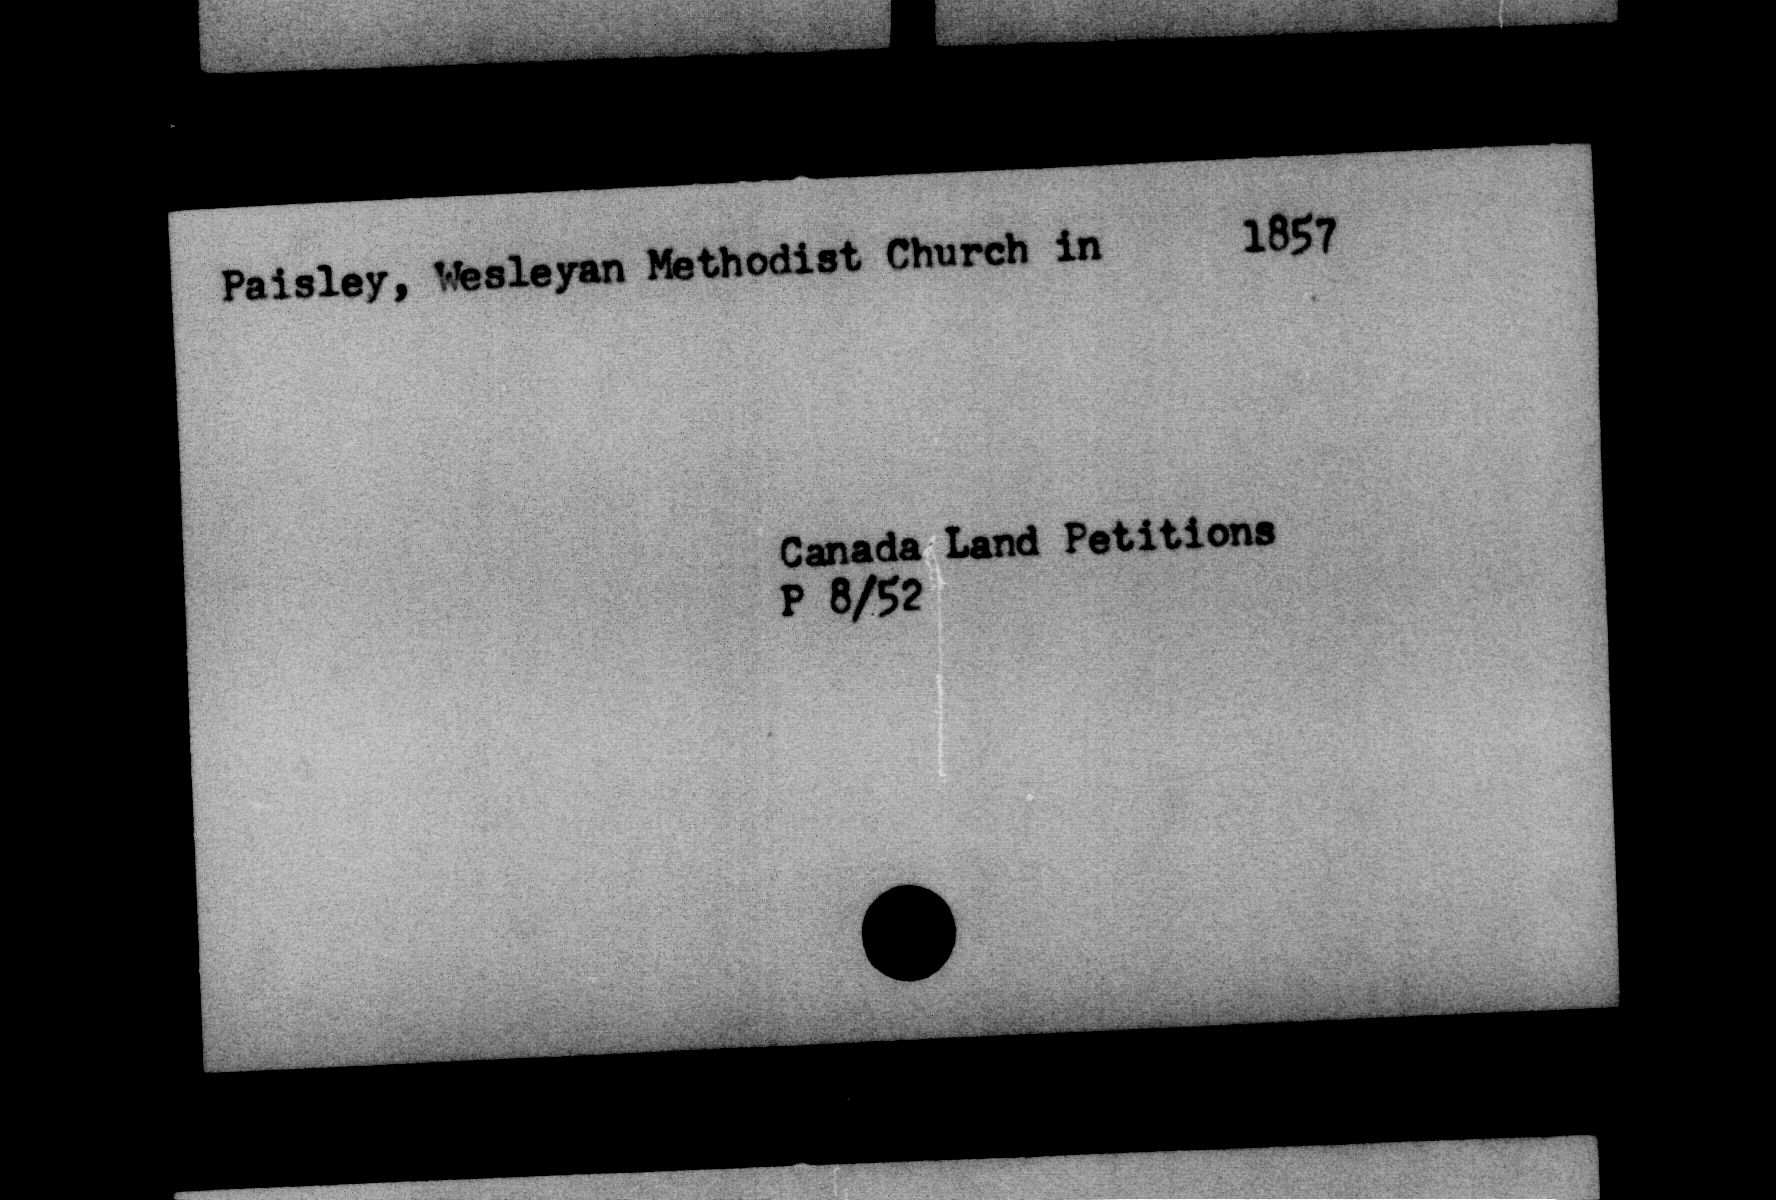 Paisley, Wesleyan Methodist Church in 1857
Canada Land Petitions
P 8/52